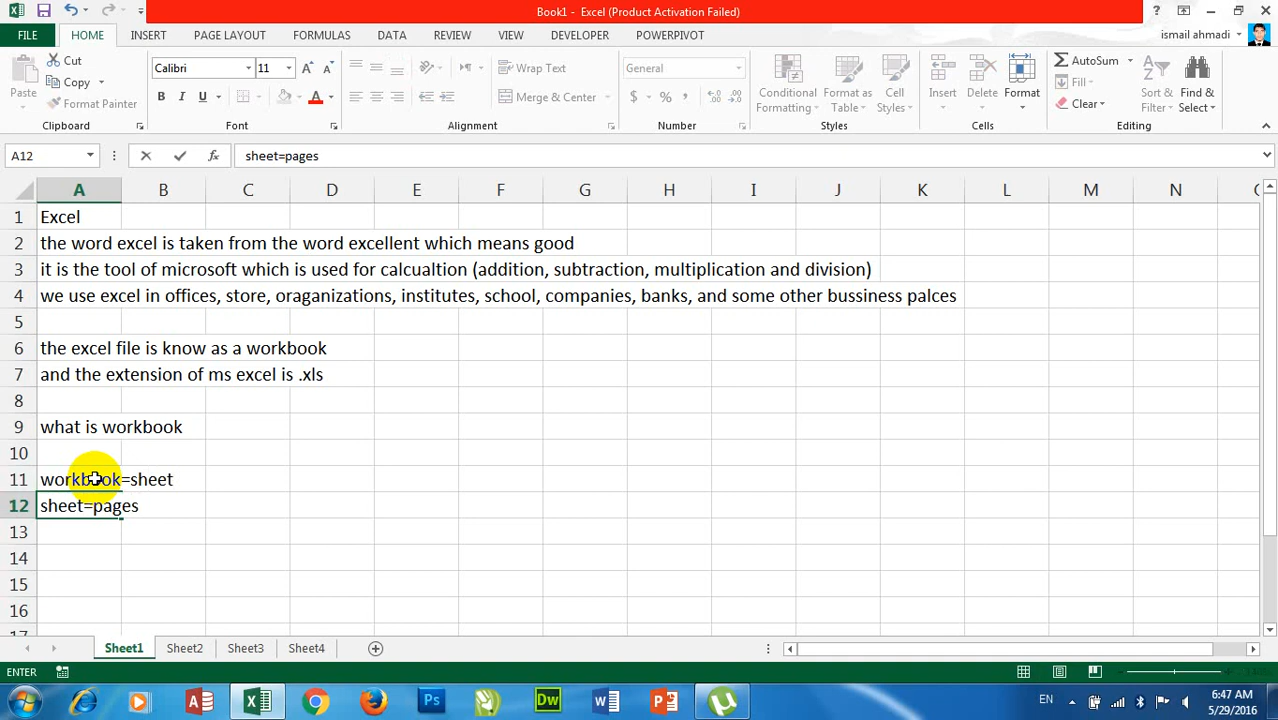 Book1 - Excel (Product Activation Failed)
FILE HOME INSERT PAGE LAYOUT FORMULAS DATA REVIEW VIEW DEVELOPER POWERPIVOT ismail ahmadi
Cut
Copy
Format Painter
Paste
Clipboard
Calibri 11
B I U
Font
Wrap Text
Merge & Center
Alignment
General
$ % ,
Number
Conditional Formatting
Format as Table
Cell Styles
Styles
Insert Delete Format
Cells
AutoSum
Fill
Clear
Sort & Filter
Find & Select
Editing
A12 fx sheet=pages
A B C D E F G H I J K L M N
1 Excel
2 the word excel is taken from the word excellent which means good
3 it is the tool of microsoft which is used for calcualtion (addition, subtraction, multiplication and division)
4 we use excel in offices, store, oraganizations, institutes, school, companies, banks, and some other bussiness palces
5
6 the excel file is know as a workbook
7 and the extension of ms excel is .xls
8
9 what is workbook
10
11 workbook=sheet
12 sheet=pages
13
14
15
16
17
Sheet1 Sheet2 Sheet3 Sheet4
ENTER
Ps Dw EN 6:47 AM
5/29/2016